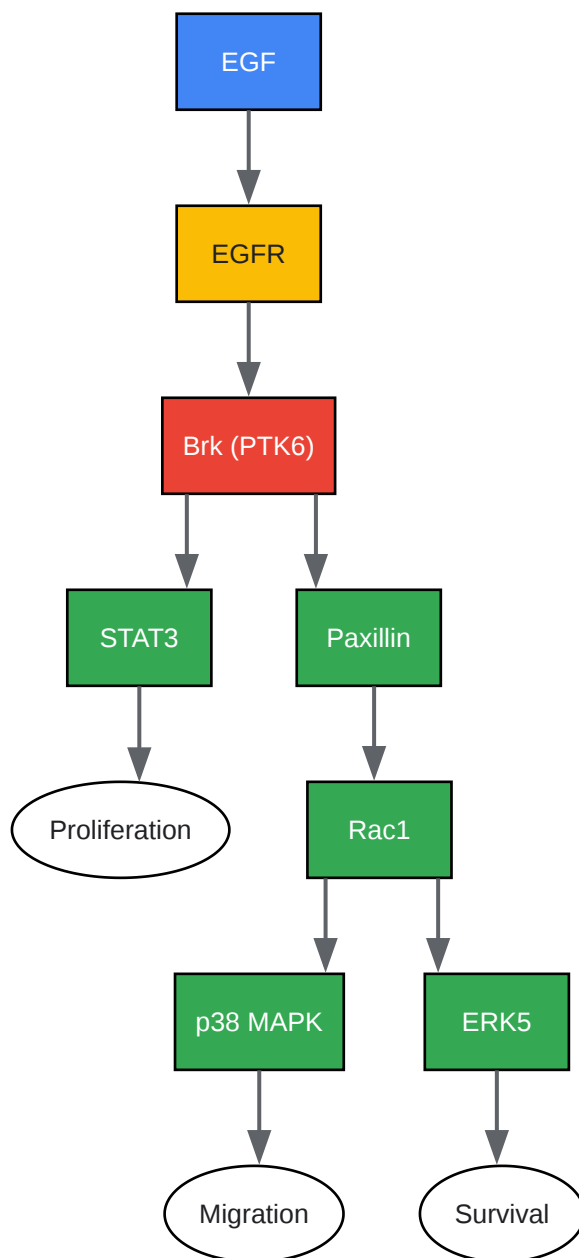 EGF
EGFR
Brk (PTK6)
STAT3
Paxillin
Proliferation
Rac1
p38 MAPK
ERK5
Migration
Survival